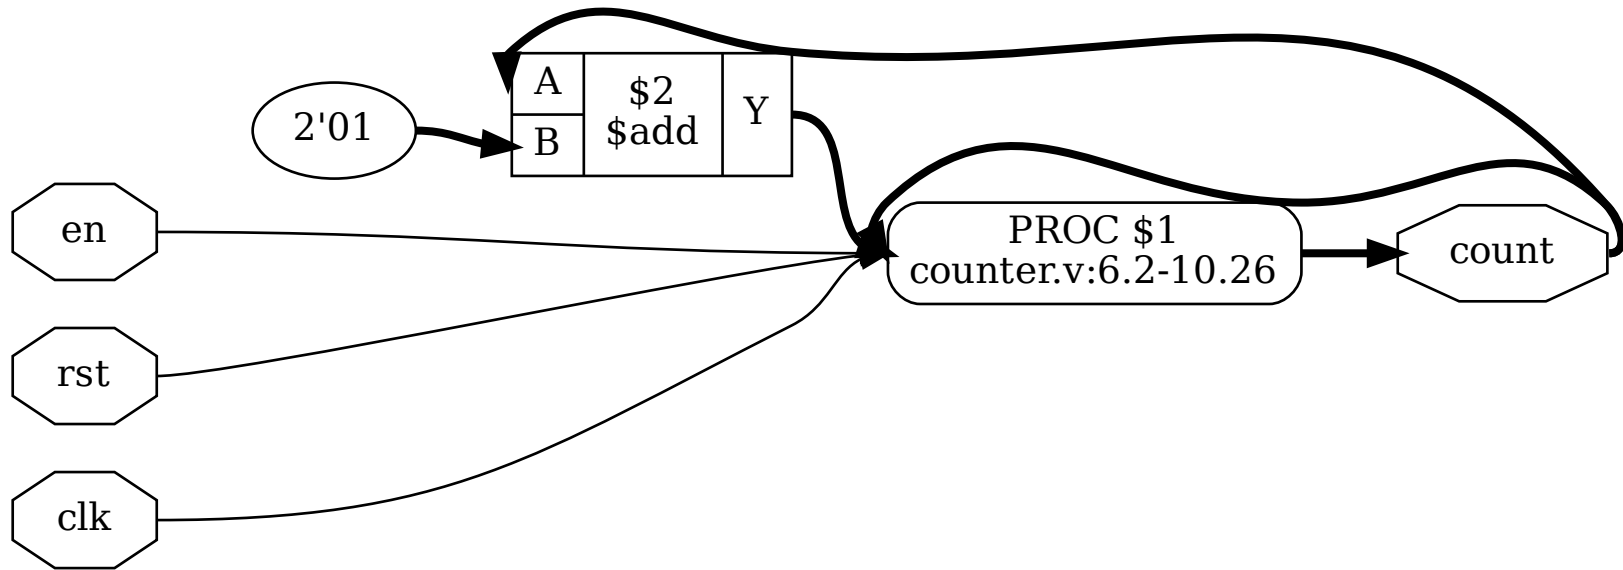 2'01
A
B
$2
$add
Y
en
rst
clk
PROC $1
counter.v:6.2-10.26
count